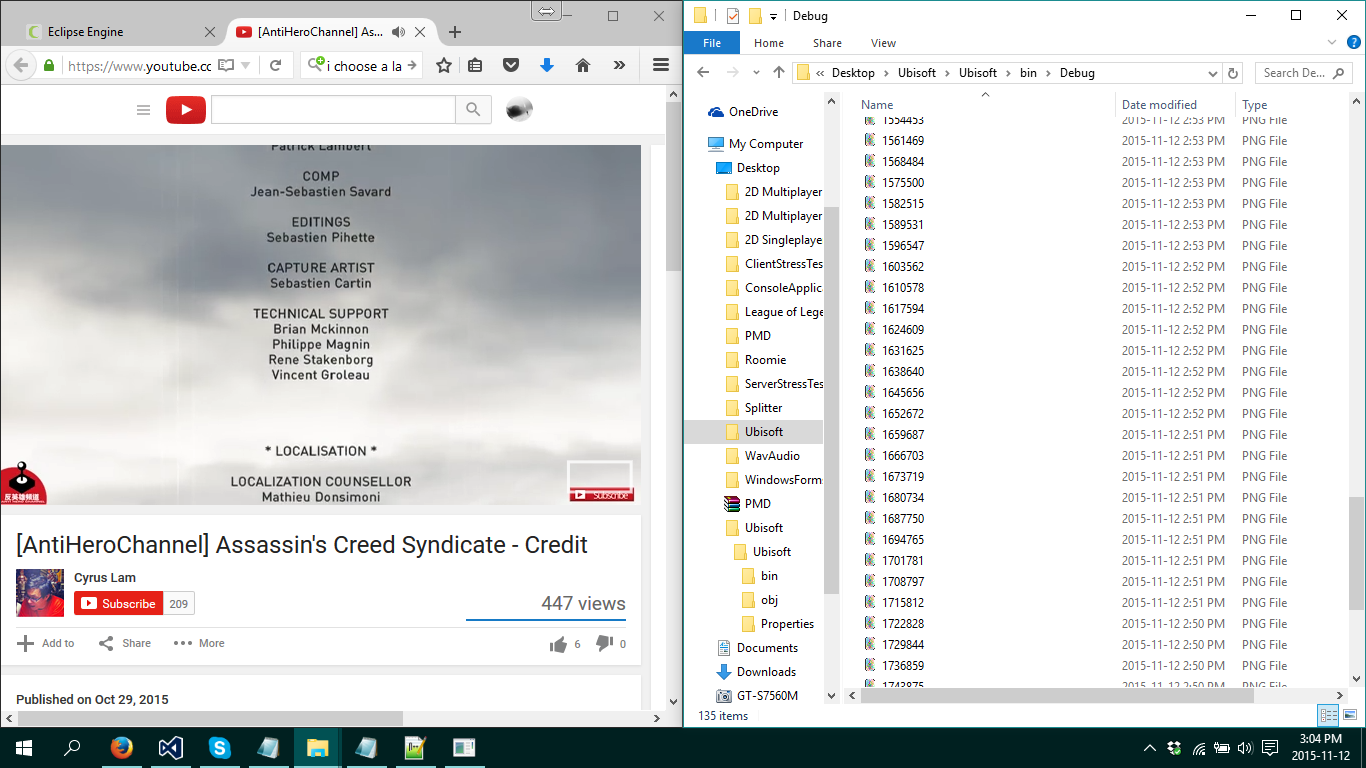 Eclipse Engine
[AntiHeroChannel] As...
https://www.youtube.cc
i choose a la
Patrick Lambert
COMP
Jean-Sebastien Savard
EDITINGS
Sebastien Pihette
CAPTURE ARTIST
Sebastien Cartin
TECHNICAL SUPPORT
Brian Mckinnon
Philippe Magnin
Rene Stakenborg
Vincent Groleau
* LOCALISATION *
LOCALIZATION COUNSELLOR
Mathieu Donsimoni
反英雄頻道
Subscribe
[AntiHeroChannel] Assassin's Creed Syndicate - Credit
Cyrus Lam
Subscribe 209
447 views
Add to Share More 6 0
Published on Oct 29, 2015
Debug
File Home Share View
« Desktop Ubisoft Ubisoft bin Debug
Search De...
OneDrive
My Computer
Desktop
2D Multiplayer
2D Multiplayer
2D Singleplaye
ClientStressTes
ConsoleApplica
League of Lege
PMD
Roomie
ServerStressTes
Splitter
Ubisoft
WavAudio
WindowsForm
PMD
Ubisoft
Ubisoft
bin
obj
Properties
Documents
Downloads
GT-S7560M
Name Date modified Type
1554453 2015-11-12 2:53 PM PNG File
1561469 2015-11-12 2:53 PM PNG File
1568484 2015-11-12 2:53 PM PNG File
1575500 2015-11-12 2:53 PM PNG File
1582515 2015-11-12 2:53 PM PNG File
1589531 2015-11-12 2:53 PM PNG File
1596547 2015-11-12 2:53 PM PNG File
1603562 2015-11-12 2:52 PM PNG File
1610578 2015-11-12 2:52 PM PNG File
1617594 2015-11-12 2:52 PM PNG File
1624609 2015-11-12 2:52 PM PNG File
1631625 2015-11-12 2:52 PM PNG File
1638640 2015-11-12 2:52 PM PNG File
1645656 2015-11-12 2:52 PM PNG File
1652672 2015-11-12 2:52 PM PNG File
1659687 2015-11-12 2:51 PM PNG File
1666703 2015-11-12 2:51 PM PNG File
1673719 2015-11-12 2:51 PM PNG File
1680734 2015-11-12 2:51 PM PNG File
1687750 2015-11-12 2:51 PM PNG File
1694765 2015-11-12 2:51 PM PNG File
1701781 2015-11-12 2:51 PM PNG File
1708797 2015-11-12 2:51 PM PNG File
1715812 2015-11-12 2:51 PM PNG File
1722828 2015-11-12 2:50 PM PNG File
1729844 2015-11-12 2:50 PM PNG File
1736859 2015-11-12 2:50 PM PNG File
1743875 2015-11-12 2:50 PM PNG File
135 items
3:04 PM
2015-11-12